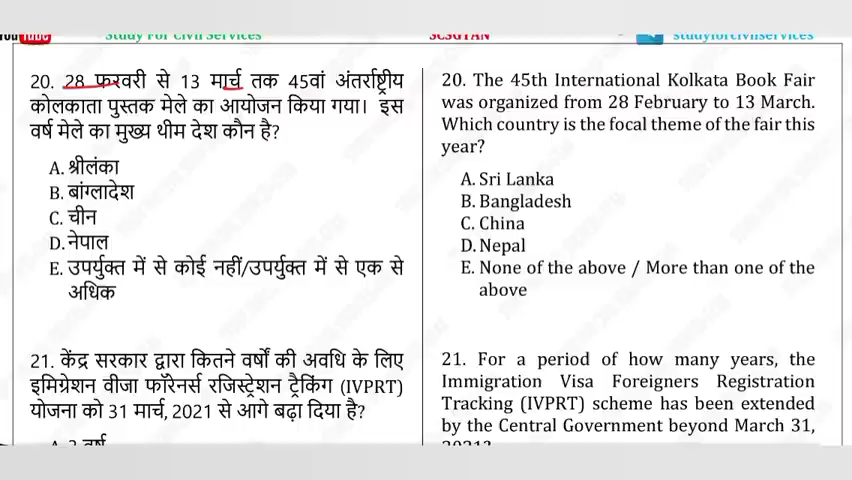 Study For Civil Services
SCSGYAN
studyforcivilservices
20. 28 फरवरी से 13 मार्च तक 45वां अंतर्राष्ट्रीय
कोलकाता पुस्तक मेले का आयोजन किया गया। इस
वर्ष मेले का मुख्य थीम देश कौन है?
A. श्रीलंका
B. बांग्लादेश
C. चीन
D. नेपाल
E. उपर्युक्त में से कोई नहीं/उपर्युक्त में से एक से
अधिक
21. केंद्र सरकार द्वारा कितने वर्षों की अवधि के लिए
इमिग्रेशन वीजा फॉरेनर्स रजिस्ट्रेशन ट्रैकिंग (IVPRT)
योजना को 31 मार्च, 2021 से आगे बढ़ा दिया है?
20. The 45th International Kolkata Book Fair
was organized from 28 February to 13 March.
Which country is the focal theme of the fair this
year?
A. Sri Lanka
B. Bangladesh
C. China
D. Nepal
E. None of the above / More than one of the
above
21. For a period of how many years, the
Immigration Visa Foreigners Registration
Tracking (IVPRT) scheme has been extended
by the Central Government beyond March 31,